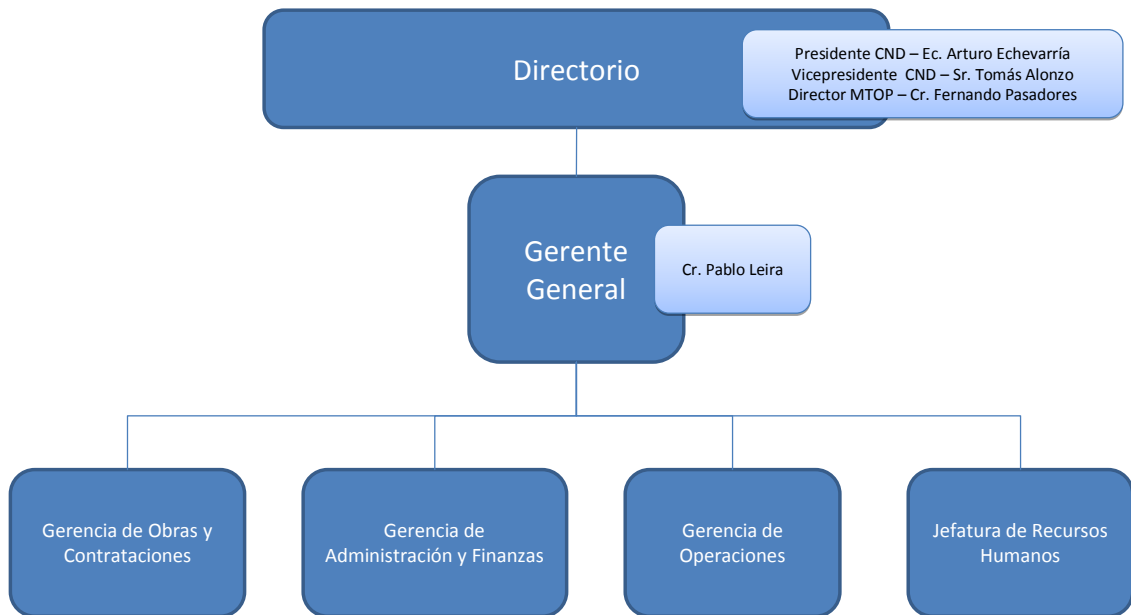 Directorio
Presidente CND – Ec. Arturo Echevarría
Vicepresidente CND – Sr. Tomás Alonzo
Director MTOP – Cr. Fernando Pasadores
Gerente
General
Cr. Pablo Leira
Gerencia de Obras y
Contrataciones
Gerencia de
Administración y Finanzas
Gerencia de
Operaciones
Jefatura de Recursos
Humanos